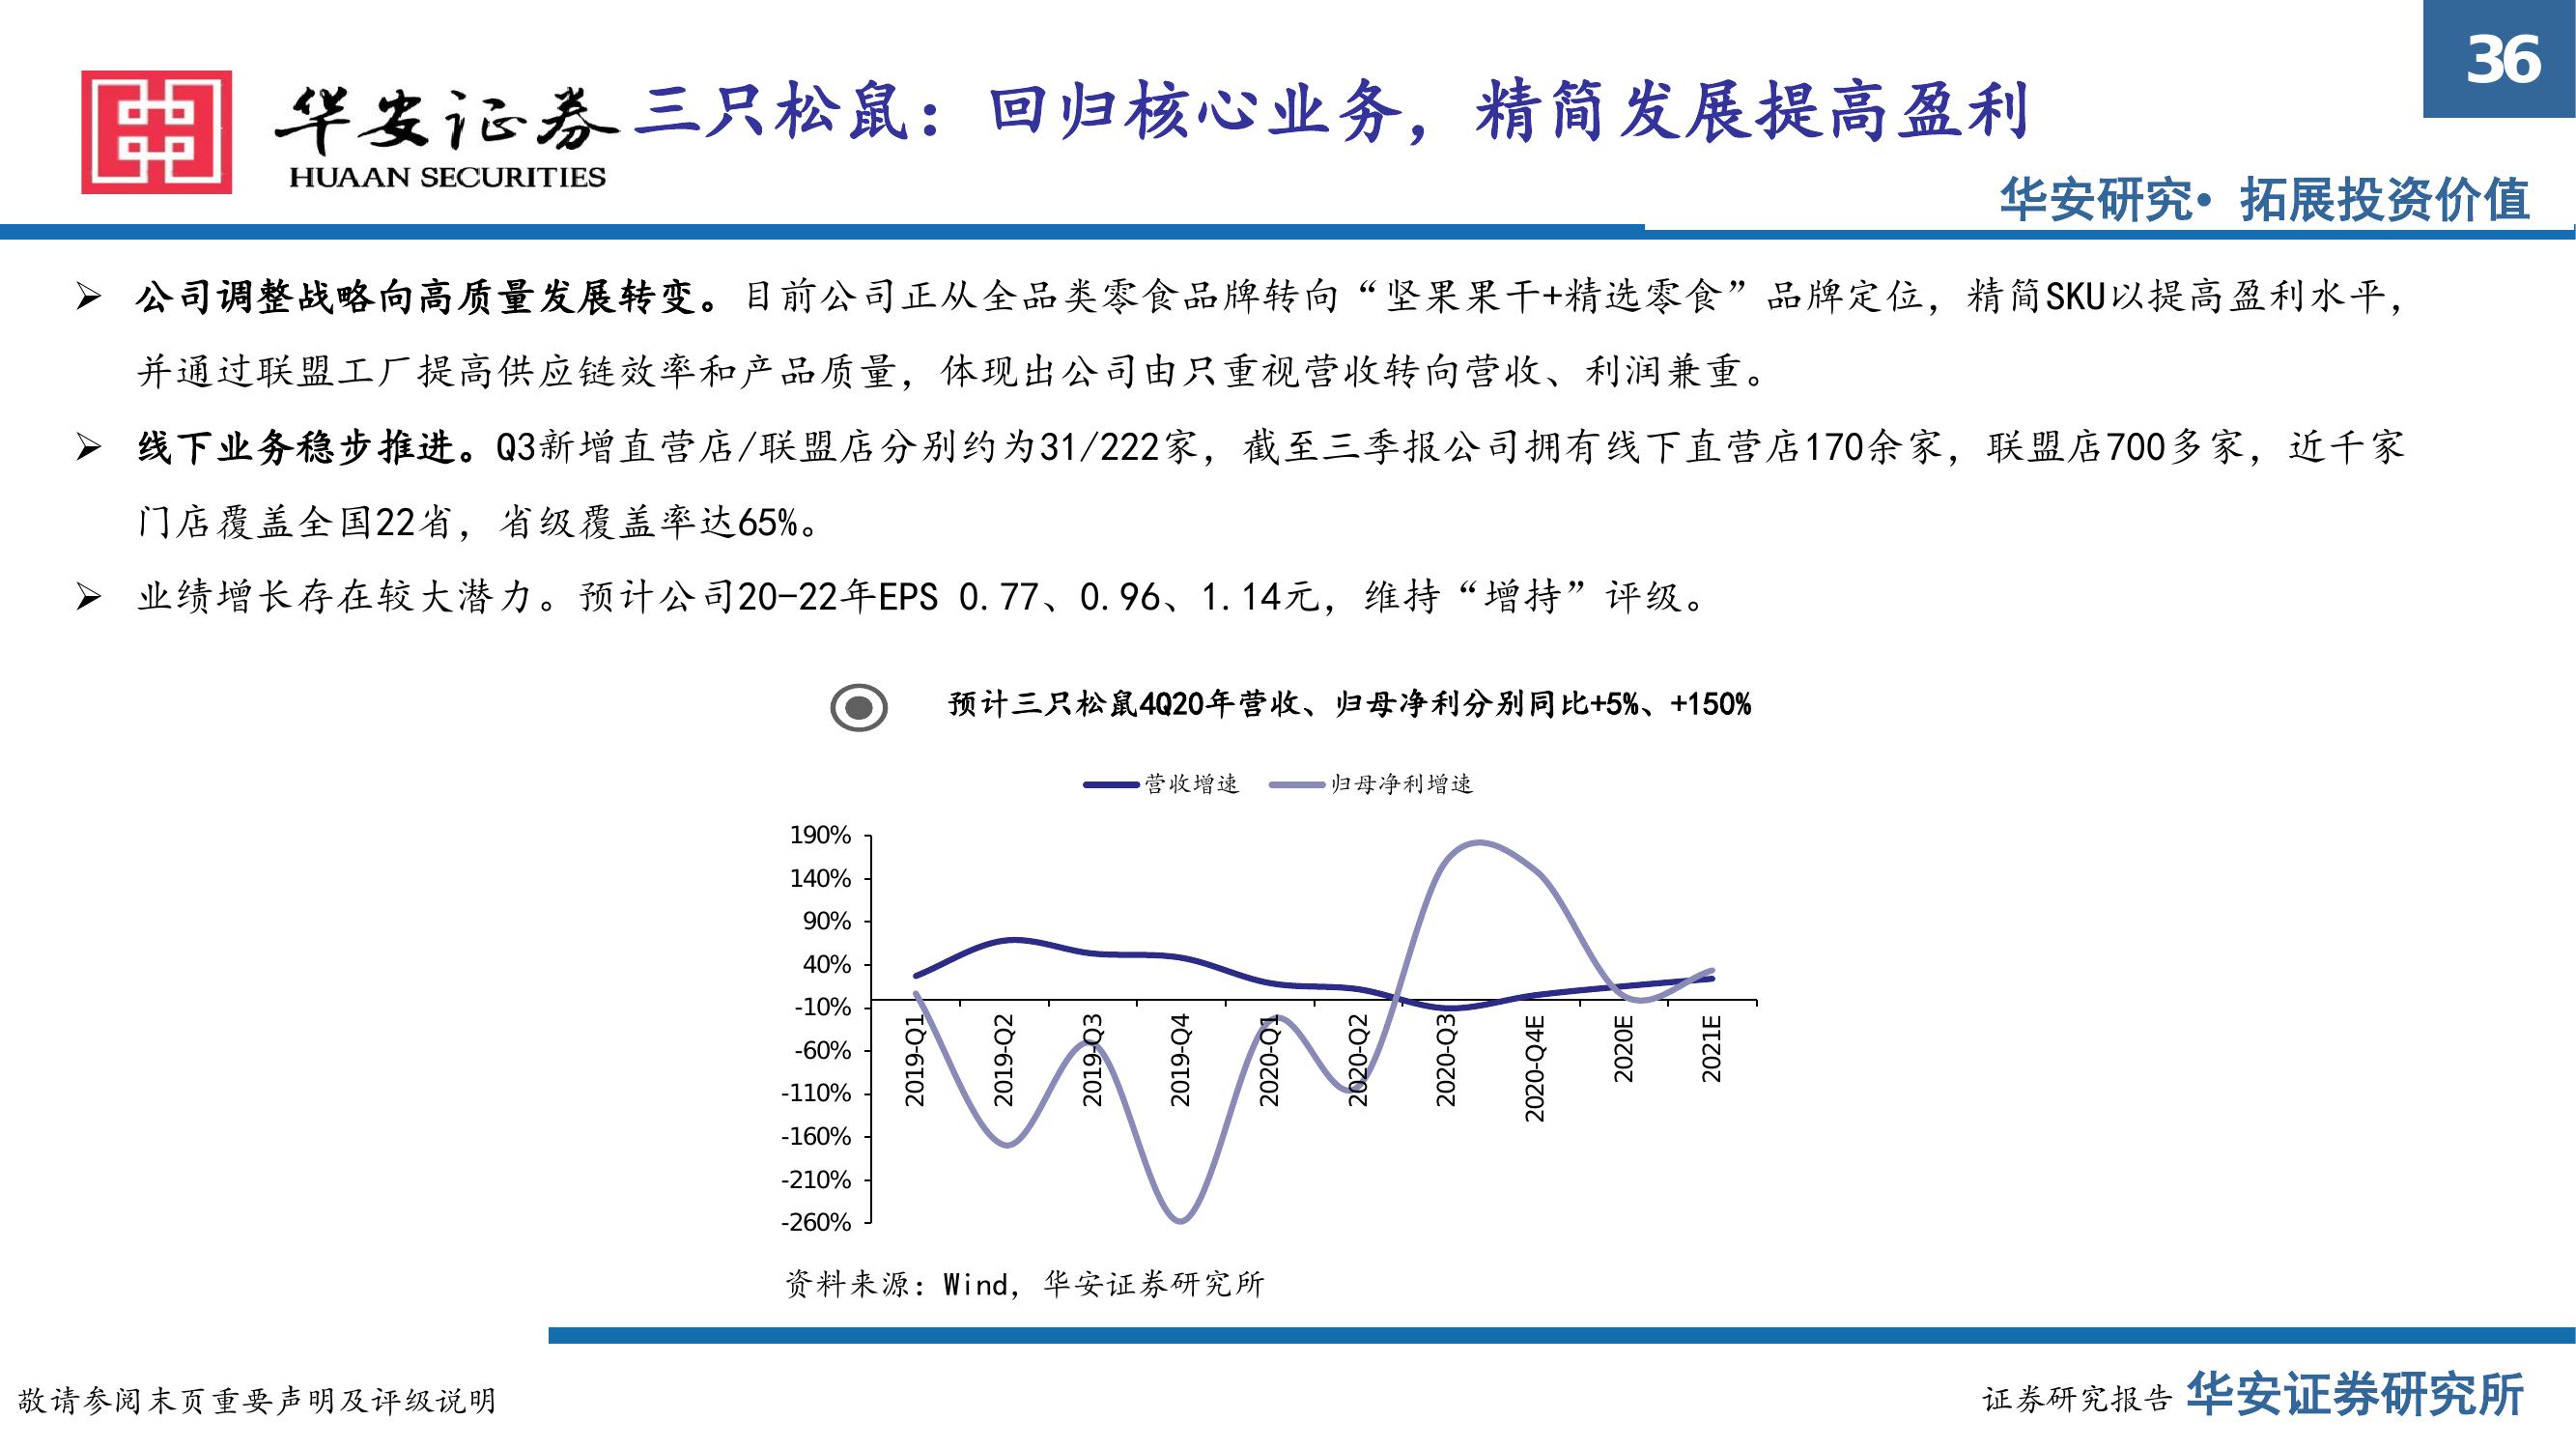 36
华安证券
HUAAN SECURITIES
三只松鼠：回归核心业务，精简发展提高盈利
华安研究• 拓展投资价值
➢ 公司调整战略向高质量发展转变。目前公司正从全品类零食品牌转向“坚果果干+精选零食”品牌定位，精简SKU以提高盈利水平，
并通过联盟工厂提高供应链效率和产品质量，体现出公司由只重视营收转向营收、利润兼重。
➢ 线下业务稳步推进。Q3新增直营店/联盟店分别约为31/222家，截至三季报公司拥有线下直营店170余家，联盟店700多家，近千家
门店覆盖全国22省，省级覆盖率达65%。
➢ 业绩增长存在较大潜力。预计公司20-22年EPS 0.77、0.96、1.14元，维持“增持”评级。
预计三只松鼠4Q20年营收、归母净利分别同比+5%、+150%
营收增速 归母净利增速
190%
140%
90%
40%
-10%
-60%
-110%
-160%
-210%
-260%
2019-Q1
2019-Q2
2019-Q3
2019-Q4
2020-Q1
2020-Q2
2020-Q3
2020-Q4E
2020E
2021E
资料来源：Wind，华安证券研究所
敬请参阅末页重要声明及评级说明
证券研究报告 华安证券研究所